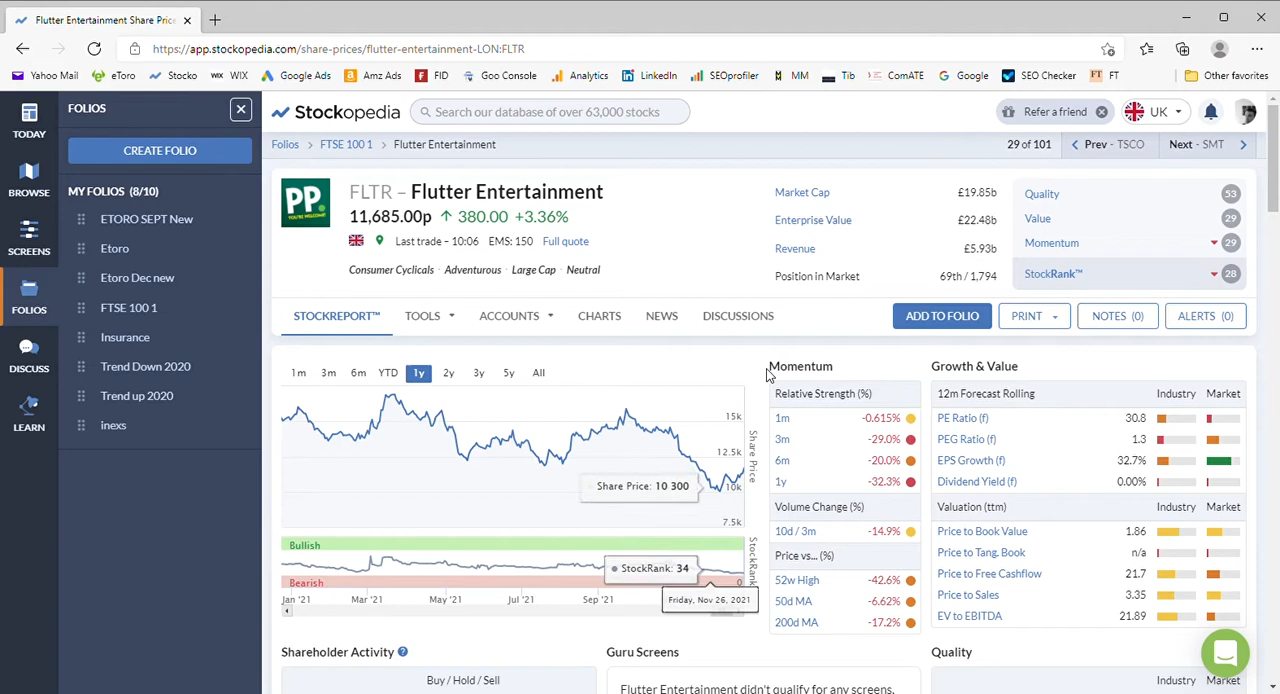 Flutter Entertainment Share Price
https://app.stockopedia.com/share-prices/flutter-entertainment-LON:FLTR
Yahoo Mail eToro Stocko WIX WIX Google Ads Amz Ads FID Goo Console Analytics LinkedIn SEOprofiler MM Tib ComATE Google SEO Checker FT FT Other favorites
TODAY
BROWSE
SCREENS
FOLIOS
DISCUSS
LEARN
FOLIOS
CREATE FOLIO
MY FOLIOS (8/10)
ETORO SEPT New
Etoro
Etoro Dec new
FTSE 100 1
Insurance
Trend Down 2020
Trend up 2020
inexs
Stockopedia Search our database of over 63,000 stocks Refer a friend UK
Folios > FTSE 100 1 > Flutter Entertainment 29 of 101 Prev - TSCO Next - SMT
PP.
YOU'RE WELCOME
FLTR – Flutter Entertainment
11,685.00p ↑ 380.00 +3.36%
Last trade - 10:06 EMS: 150 Full quote
Consumer Cyclicals / Adventurous / Large Cap / Neutral
Market Cap £19.85b
Enterprise Value £22.48b
Revenue £5.93b
Position in Market 69th / 1,794
Quality 53
Value 29
Momentum 29
StockRank™ 28
STOCKREPORT™ TOOLS ACCOUNTS CHARTS NEWS DISCUSSIONS ADD TO FOLIO PRINT NOTES (0) ALERTS (0)
1m 3m 6m YTD 1y 2y 3y 5y All
15k
12.5k
10k
7.5k
Share Price
Share Price: 10 300
Bullish
StockRank: 34
Bearish
0
StockRank
Jan '21 Mar '21 May '21 Jul '21 Sep '21
Friday, Nov 26, 2021
Momentum
Relative Strength (%)
1m -0.615%
3m -29.0%
6m -20.0%
1y -32.3%
Volume Change (%)
10d / 3m -14.9%
Price vs... (%)
52w High -42.6%
50d MA -6.62%
200d MA -17.2%
Growth & Value
12m Forecast Rolling Industry Market
PE Ratio (f) 30.8
PEG Ratio (f) 1.3
EPS Growth (f) 32.7%
Dividend Yield (f) 0.00%
Valuation (ttm) Industry Market
Price to Book Value 1.86
Price to Tang. Book n/a
Price to Free Cashflow 21.7
Price to Sales 3.35
EV to EBITDA 21.89
Shareholder Activity ?
Buy / Hold / Sell
Guru Screens
Flutter Entertainment didn't qualify for any screens.
Quality
Industry Market